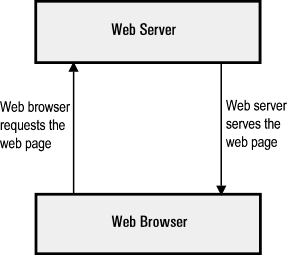 Web Server
Web browser
requests the
web page
Web server
serves the
web page
Web Browser